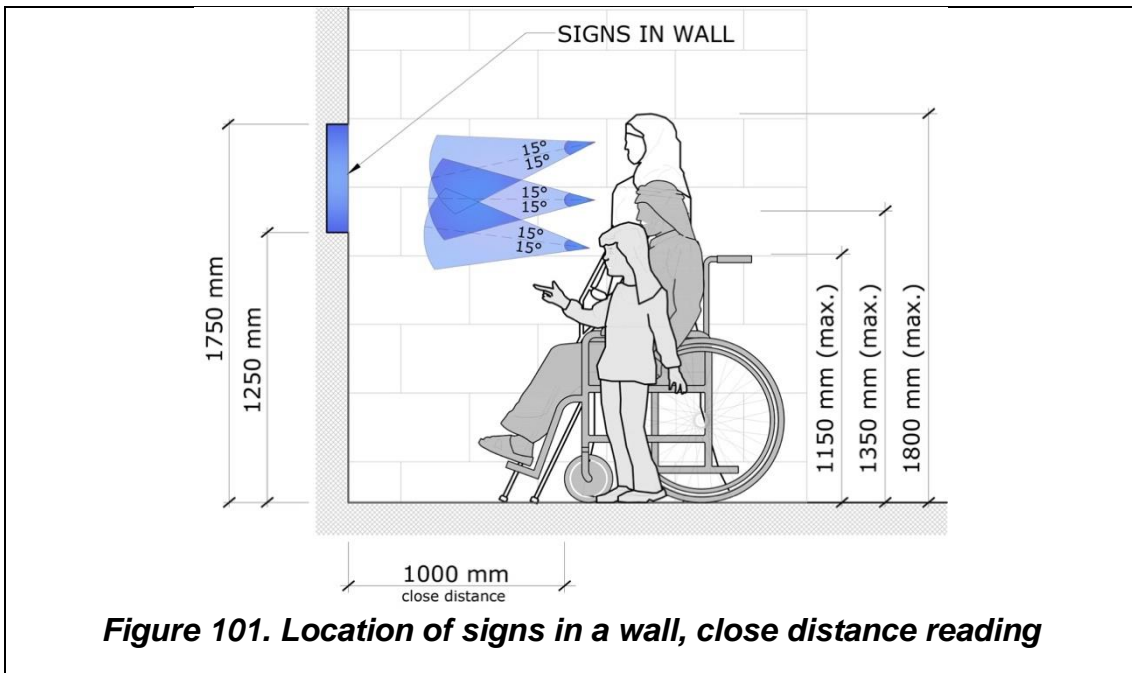 SIGNS IN WALL
15°
15°
15°
15°
15°
15°
1750 mm
1250 mm
1150 mm (max.)
1350 mm (max.)
1800 mm (max.)
1000 mm
close distance
Figure 101. Location of signs in a wall, close distance reading